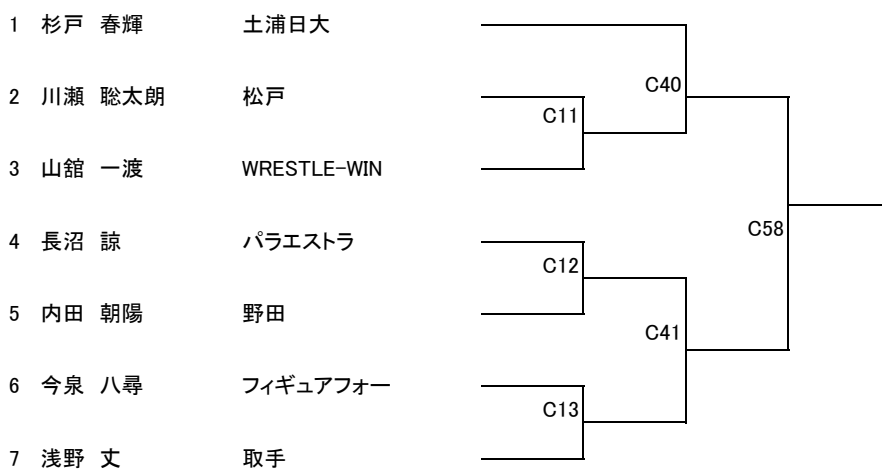 1 杉戸 春輝 土浦日大
C40
2 川瀬 聡太朗 松戸
C11
3 山舘 一渡 WRESTLE-WIN
C58
4 長沼 諒 パラエストラ
C12
5 内田 朝陽 野田
C41
6 今泉 八尋 フィギュアフォー
C13
7 浅野 丈 取手